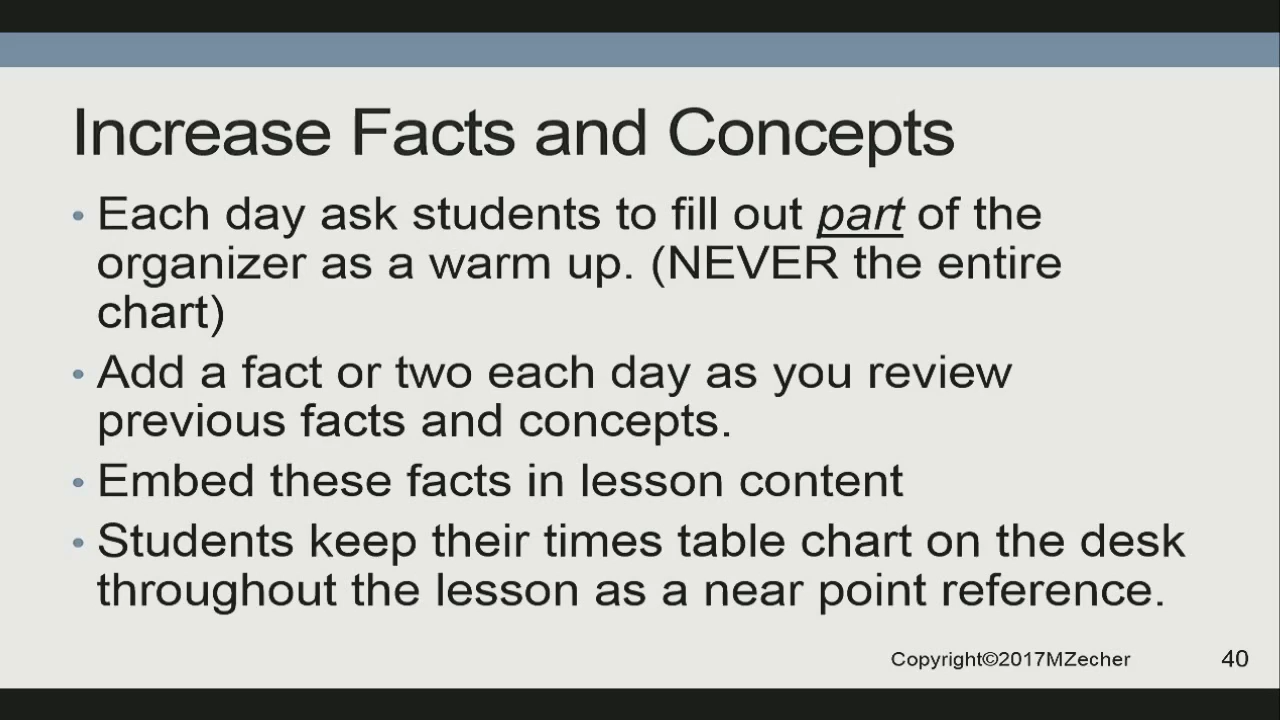 Increase Facts and Concepts
• Each day ask students to fill out part of the
organizer as a warm up. (NEVER the entire
chart)
• Add a fact or two each day as you review
previous facts and concepts.
• Embed these facts in lesson content
• Students keep their times table chart on the desk
throughout the lesson as a near point reference.
Copyright©2017MZecher 40